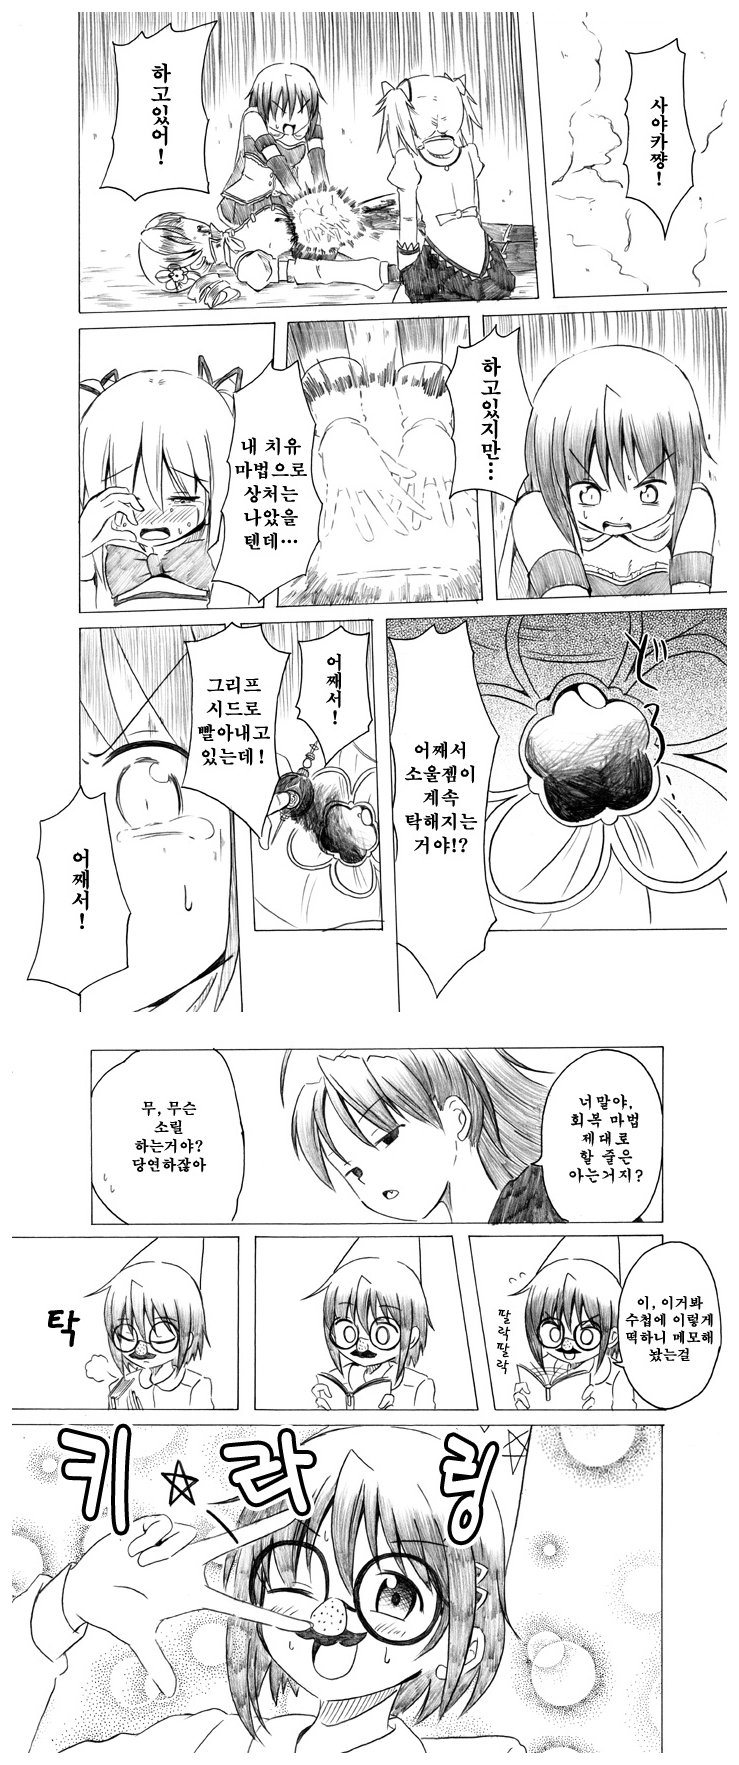 사야카쨩!
하고있어!
하고있지만…
내 치유
마법으로
상처는
나았을
텐데…
어째서
소울젬이
계속
탁해지는
거야!?
어째서!
그리프
시드로
빨아내고
있는데!
어째서!
너말야,
회복 마법
제대로
할 줄은
아는거지?
무, 무슨
소릴
하는거야?
당연하잖아
이, 이거봐
수첩에 이렇게
떡하니 메모해
놨는걸
팔락팔락
탁
키☆라링☆